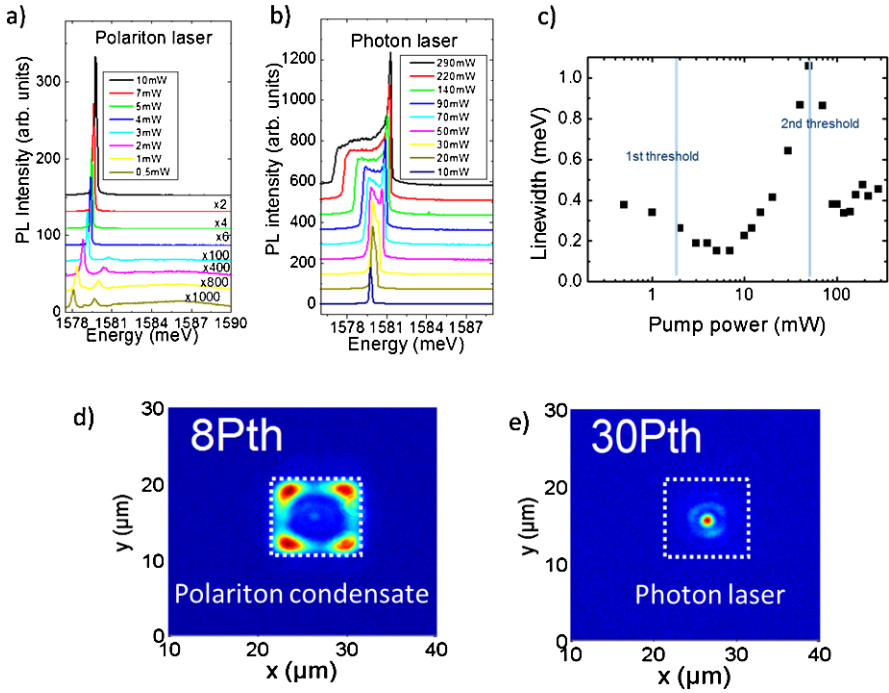 a)
Polariton laser
PL Intensity (arb. units)
300
200
100
0
10mW
7mW
5mW
4mW
3mW
2mW
1mW
0,5mW
x2
x4
x6
x100
x400
x800
x1000
1578 1581 1584 1587 1590
Energy (meV)
b)
Photon laser
PL intensity (arb. units)
1200
1000
800
600
400
200
0
290mW
220mW
140mW
90mW
70mW
50mW
30mW
20mW
10mW
1578 1581 1584 1587
Energy (meV)
c)
Linewidth (meV)
1.0
0.8
0.6
0.4
0.2
0.0
1st threshold
2nd threshold
1 10 100
Pump power (mW)
d)
8Pth
Polariton condensate
y (µm)
30
20
10
0
10 20 30 40
x (µm)
e)
30Pth
Photon laser
y (µm)
30
20
10
0
10 20 30 40
x (µm)